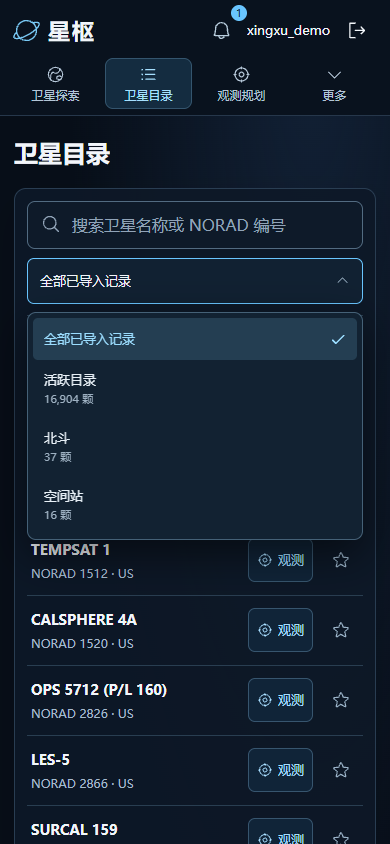 星枢
1
xingxu_demo
卫星探索
卫星目录
观测规划
更多
卫星目录
搜索卫星名称或 NORAD 编号
全部已导入记录
全部已导入记录
活跃目录
16,904 颗
北斗
37 颗
空间站
16 颗
TEMPSAT 1
NORAD 1512 · US
观测
CALSPHERE 4A
NORAD 1520 · US
观测
OPS 5712 (P/L 160)
NORAD 2826 · US
观测
LES-5
NORAD 2866 · US
观测
SURCAL 159
观测